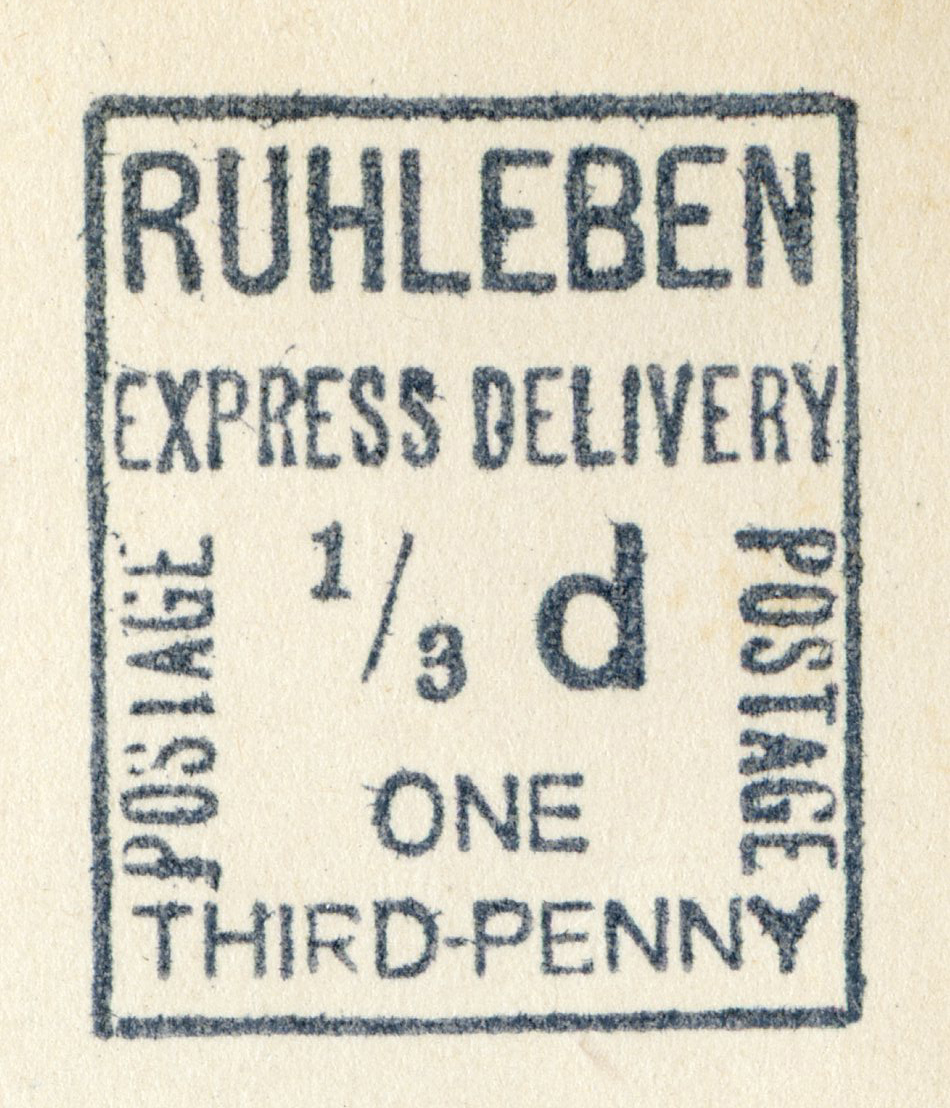 RUHLEBEN
EXPRESS DELIVERY
POSTAGE
1/3 d
POSTAGE
ONE
THIRD-PENNY